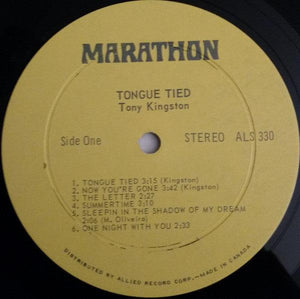 MARATHON
TONGUE TIED
Tony Kingston
Side One STEREO ALS 330
1. TONGUE TIED 3:15 (Kingston)
2. NOW YOU'RE GONE 3:42 (Kingston)
3. THE LETTER 2:27
4. SUMMERTIME 3:10
5. SLEEPIN IN THE SHADOW OF MY DREAM
2:06 (M. Oliveira)
6. ONE NIGHT WITH YOU 2:33
DISTRIBUTED BY ALLIED RECORD CORP.-MADE IN CANADA